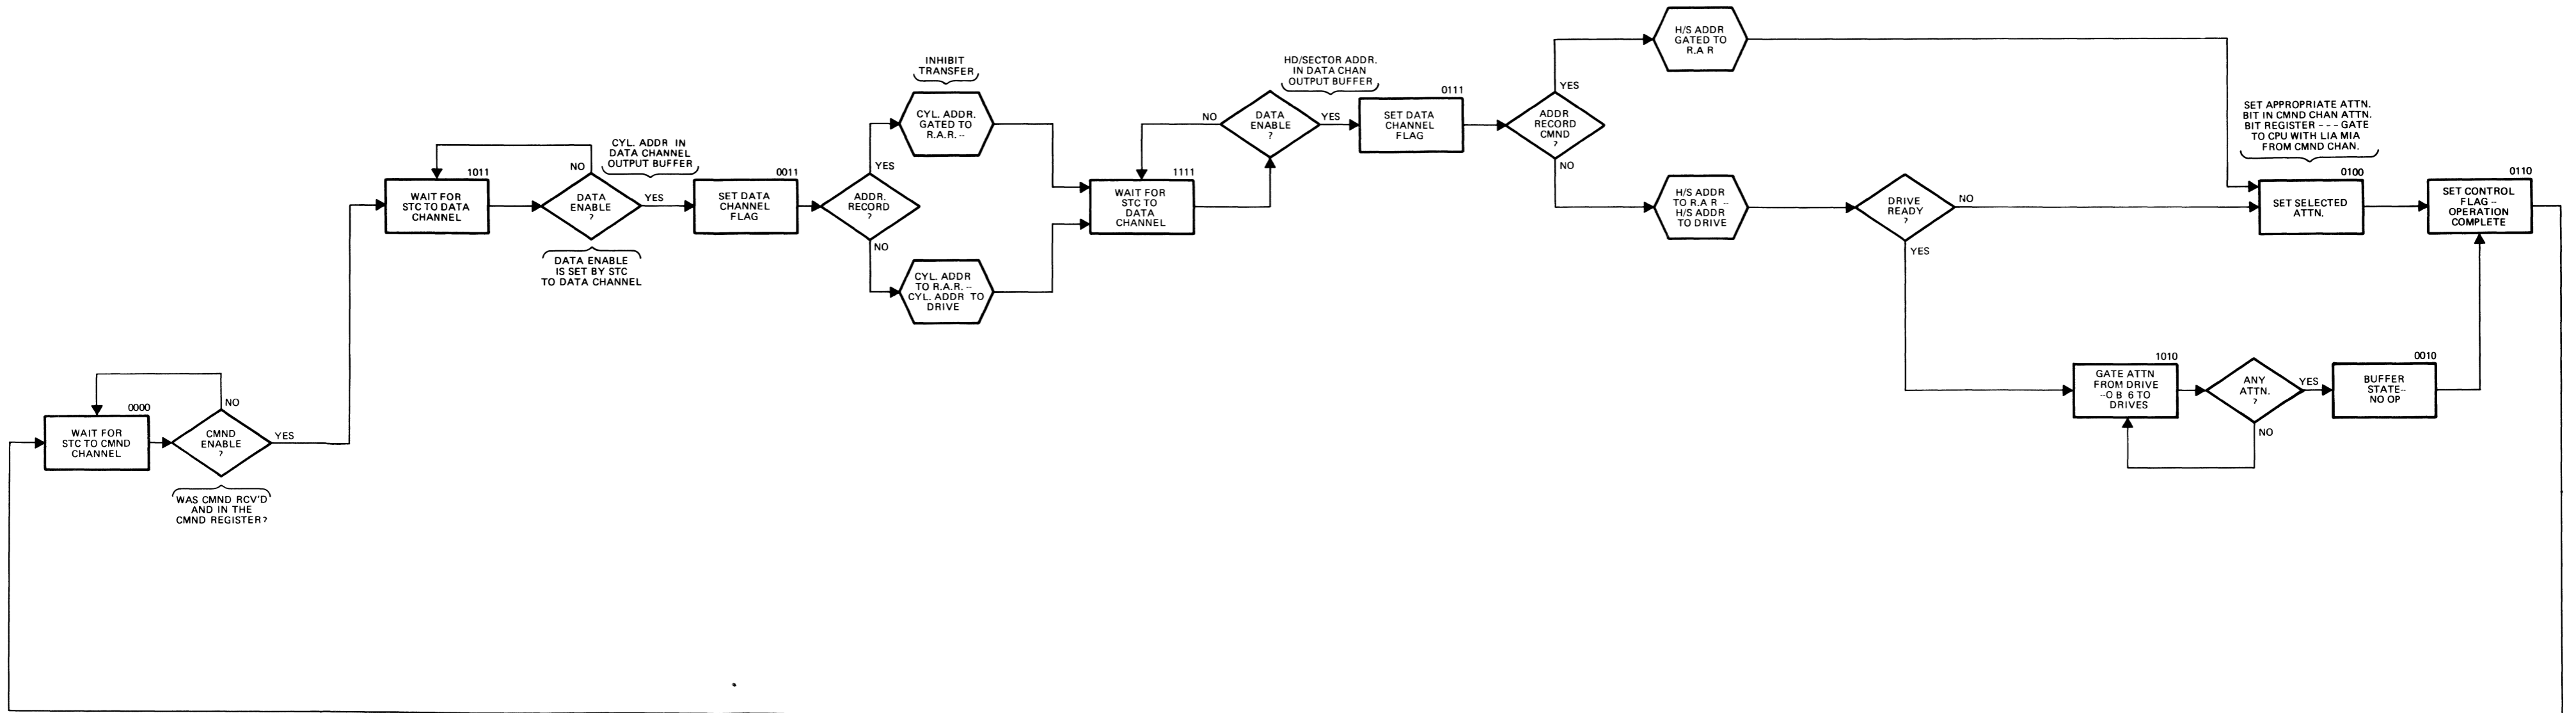 0000
WAIT FOR
STC TO CMND
CHANNEL
NO
CMND
ENABLE
?
YES
WAS CMND RCV'D
AND IN THE
CMND REGISTER?
1011
WAIT FOR
STC TO DATA
CHANNEL
NO
DATA
ENABLE
?
YES
DATA ENABLE
IS SET BY STC
TO DATA CHANNEL
CYL. ADDR IN
DATA CHANNEL
OUTPUT BUFFER
0011
SET DATA
CHANNEL
FLAG
ADDR.
RECORD
?
YES
NO
INHIBIT
TRANSFER
CYL. ADDR.
GATED TO
R.A.R. --
CYL. ADDR
TO R.A.R. --
CYL. ADDR TO
DRIVE
1111
WAIT FOR
STC TO
DATA
CHANNEL
NO
DATA
ENABLE
?
YES
HD/SECTOR ADDR.
IN DATA CHAN
OUTPUT BUFFER
0111
SET DATA
CHANNEL
FLAG
ADDR
RECORD
CMND
?
YES
NO
H/S ADDR
GATED TO
R.A R
H/S ADDR
TO R.A R --
H/S ADDR
TO DRIVE
DRIVE
READY
?
NO
YES
SET APPROPRIATE ATTN.
BIT IN CMND CHAN ATTN.
BIT REGISTER - - - GATE
TO CPU WITH LIA MIA
FROM CMND CHAN.
0100
SET SELECTED
ATTN.
0110
SET CONTROL
FLAG --
OPERATION
COMPLETE
1010
GATE ATTN
FROM DRIVE
--O B 6 TO
DRIVES
ANY
ATTN.
?
YES
NO
0010
BUFFER
STATE--
NO OP